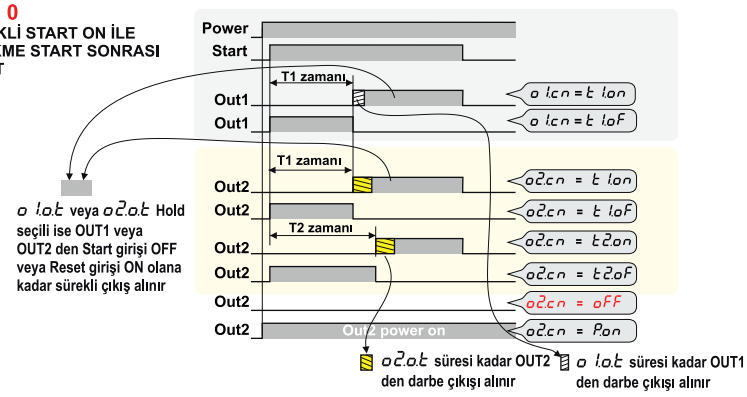 0
KLİ START ON İLE
KME START SONRASI
T
Power
Start
T1 zamanı
Out1
o1.cn = t1.on
Out1
o1.cn = t1.oF
T1 zamanı
Out2
o2.cn = t1.on
Out2
o2.cn = t1.oF
T2 zamanı
Out2
o2.cn = t2.on
Out2
o2.cn = t2.oF
Out2
o2.cn = oFF
Out2
Out2 power on
o2.cn = P.on
o1.o.t veya o2.o.t Hold
seçili ise OUT1 veya
OUT2 den Start girişi OFF
veya Reset girişi ON olana
kadar sürekli çıkış alınır
o2.o.t süresi kadar OUT2
den darbe çıkışı alınır
o1.o.t süresi kadar OUT1
den darbe çıkışı alınır